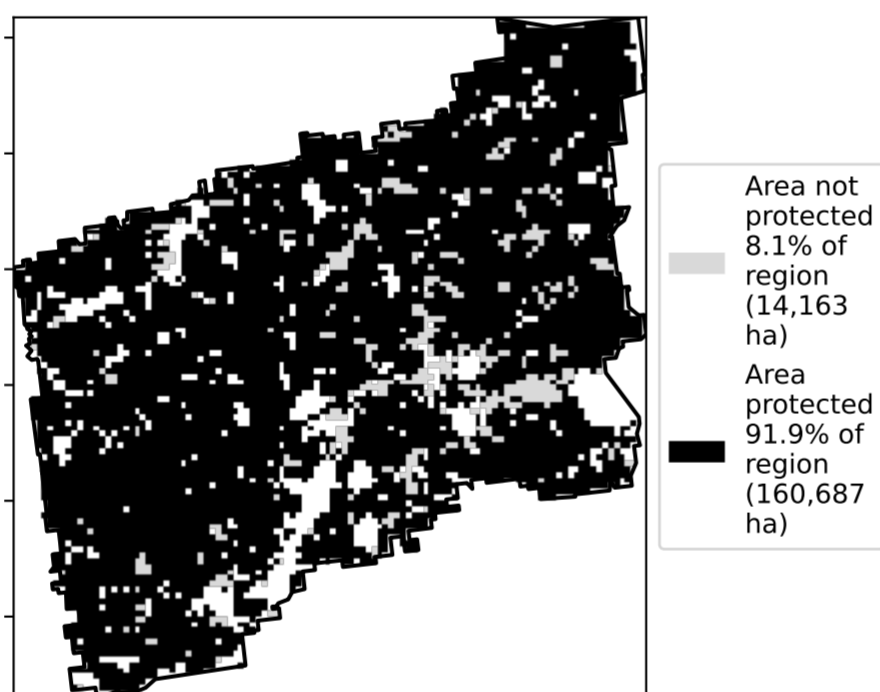 Area not
protected
8.1% of
region
(14,163
ha)
Area
protected
91.9% of
region
(160,687
ha)